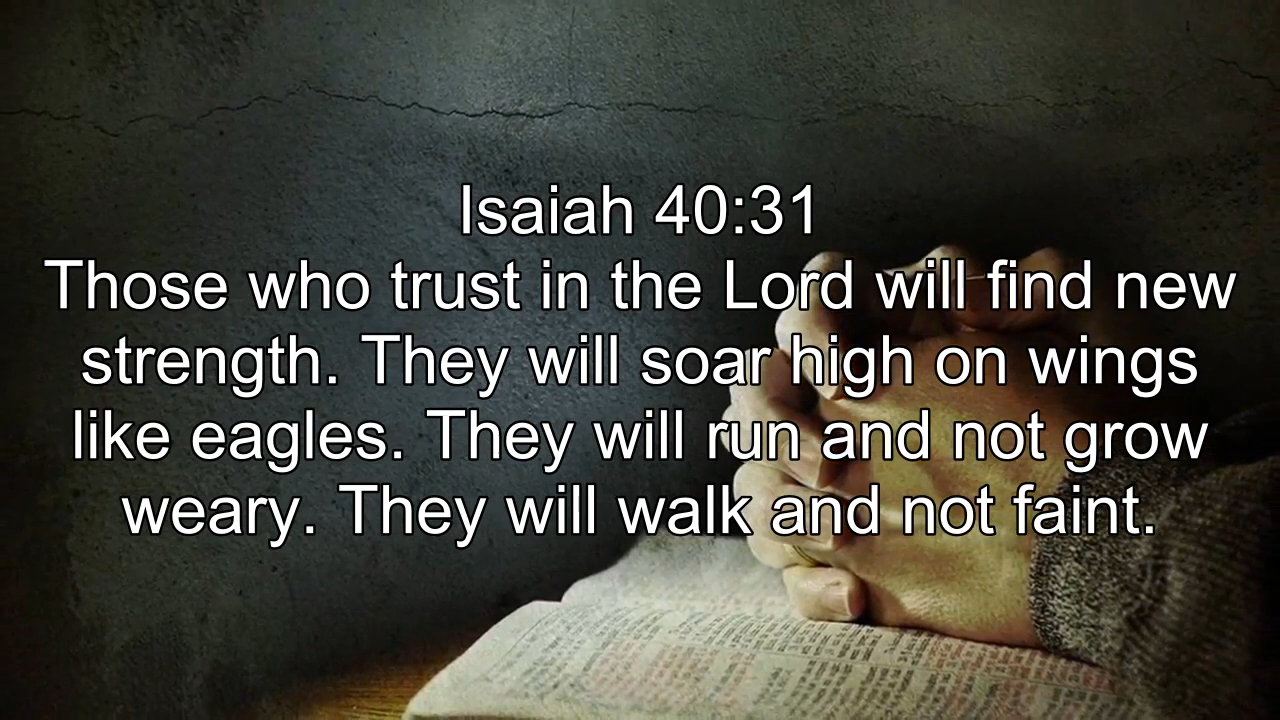 Isaiah 40:31
Those who trust in the Lord will find new
strength. They will soar high on wings
like eagles. They will run and not grow
weary. They will walk and not faint.